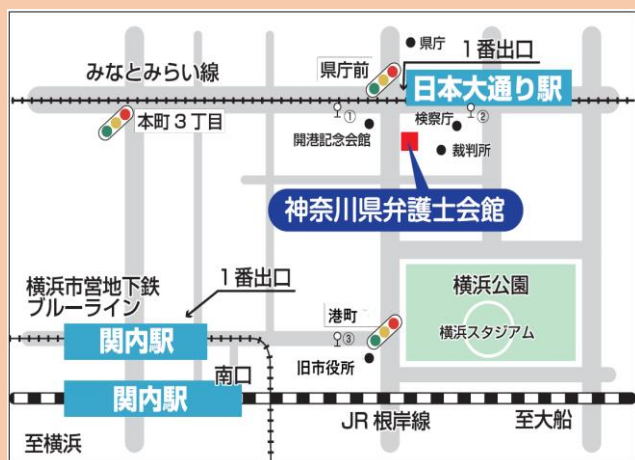 県庁
1番出口
県庁前
みなとみらい線
日本大通り駅
本町3丁目
①
開港記念会館
検察庁
②
裁判所
神奈川県弁護士会館
横浜市営地下鉄
ブルーライン
1番出口
関内駅
港町
③
旧市役所
横浜公園
横浜スタジアム
南口
関内駅
JR根岸線
至大船
至横浜